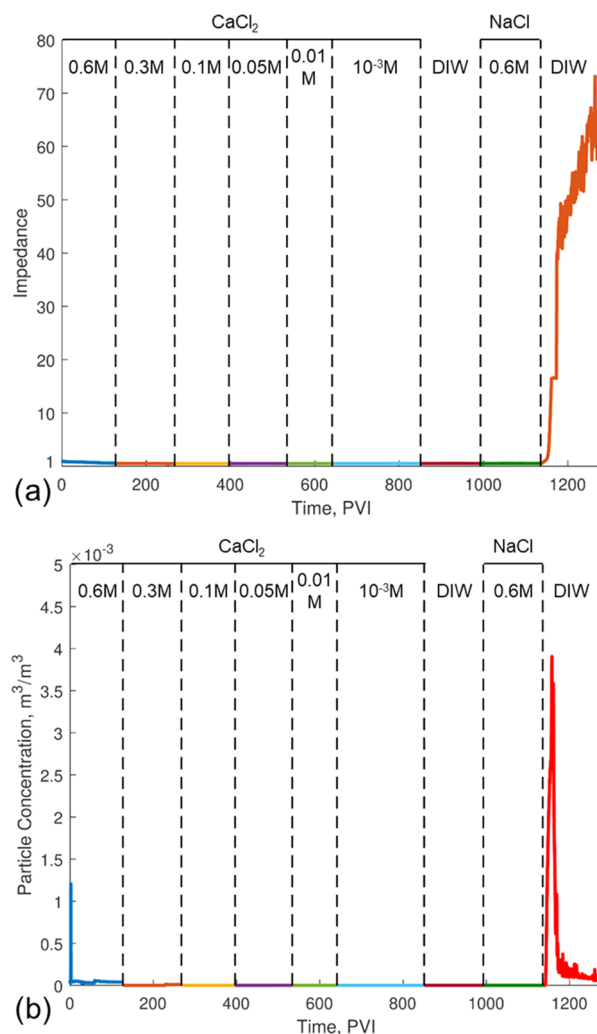 CaCl₂ NaCl
80
0.6M 0.3M 0.1M 0.05M 0.01 M 10⁻³M DIW 0.6M DIW
70
60
50
40
30
20
10
1
Impedance
0 200 400 600 800 1000 1200
Time, PVI
(a)
CaCl₂ NaCl
×10⁻³
5
0.6M 0.3M 0.1M 0.05M 0.01 M 10⁻³M DIW 0.6M DIW
4.5
4
3.5
3
2.5
2
1.5
1
0.5
0
Particle Concentration, m³/m³
0 200 400 600 800 1000 1200
Time, PVI
(b)